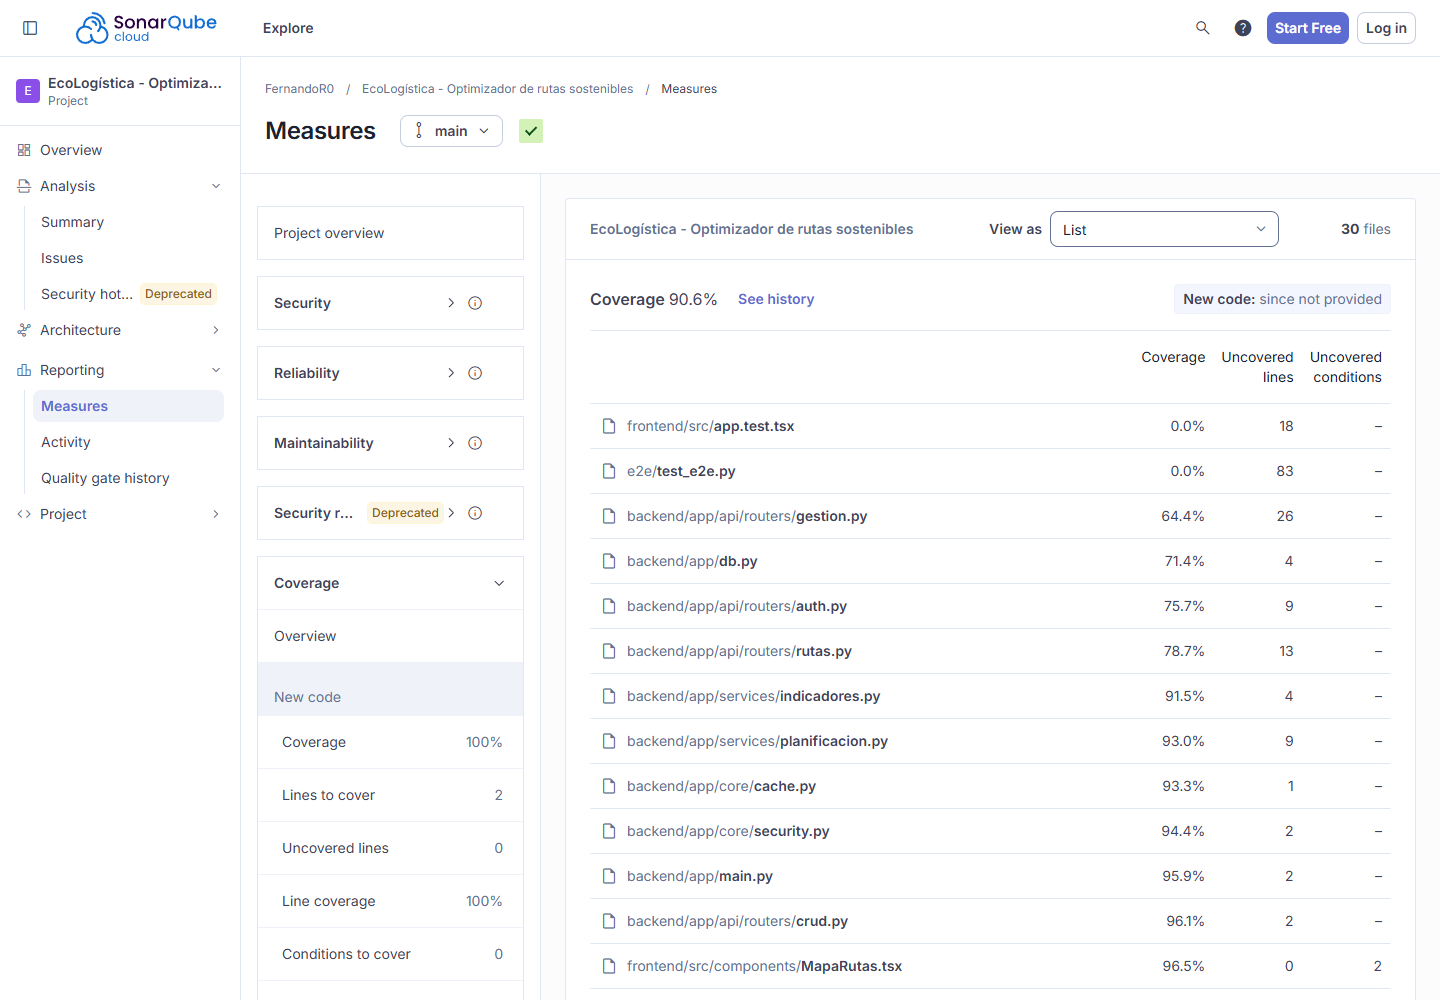 SonarQube
cloud
Explore
?
Start Free
Log in
E
EcoLogística - Optimiza...
Project
Overview
Analysis
Summary
Issues
Security hot...
Deprecated
Architecture
Reporting
Measures
Activity
Quality gate history
Project
FernandoR0 / EcoLogística - Optimizador de rutas sostenibles / Measures
Measures
main
Project overview
Security
Reliability
Maintainability
Security r...
Deprecated
Coverage
Overview
New code
Coverage 100%
Lines to cover 2
Uncovered lines 0
Line coverage 100%
Conditions to cover 0
EcoLogística - Optimizador de rutas sostenibles
View as
List
30 files
Coverage 90.6% See history
New code: since not provided
Coverage Uncovered lines Uncovered conditions
frontend/src/app.test.tsx 0.0% 18 –
e2e/test_e2e.py 0.0% 83 –
backend/app/api/routers/gestion.py 64.4% 26 –
backend/app/db.py 71.4% 4 –
backend/app/api/routers/auth.py 75.7% 9 –
backend/app/api/routers/rutas.py 78.7% 13 –
backend/app/services/indicadores.py 91.5% 4 –
backend/app/services/planificacion.py 93.0% 9 –
backend/app/core/cache.py 93.3% 1 –
backend/app/core/security.py 94.4% 2 –
backend/app/main.py 95.9% 2 –
backend/app/api/routers/crud.py 96.1% 2 –
frontend/src/components/MapaRutas.tsx 96.5% 0 2